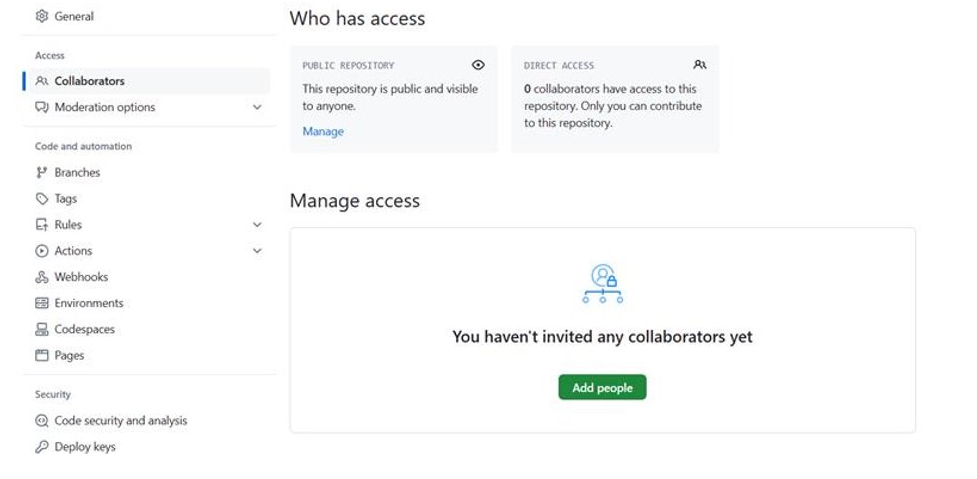 General
Access
Collaborators
Moderation options
Code and automation
Branches
Tags
Rules
Actions
Webhooks
Environments
Codespaces
Pages
Security
Code security and analysis
Deploy keys
Who has access
PUBLIC REPOSITORY
This repository is public and visible
to anyone.
Manage
DIRECT ACCESS
0 collaborators have access to this
repository. Only you can contribute
to this repository.
Manage access
You haven't invited any collaborators yet
Add people